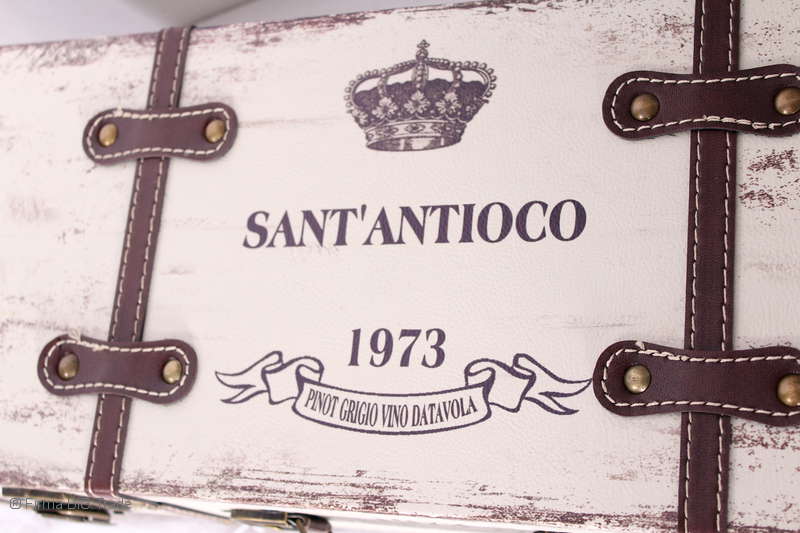 SANT'ANTIOCO
1973
PINOT GRIGIO VINO DATAVOLA